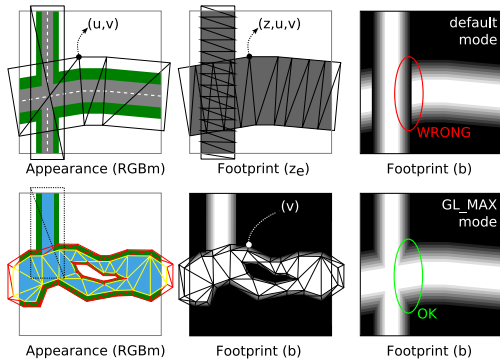 (u,v)
(z,u,v)
default
mode
WRONG
Appearance (RGBm)
Footprint (ze)
Footprint (b)
(v)
GL_MAX
mode
OK
Appearance (RGBm)
Footprint (b)
Footprint (b)